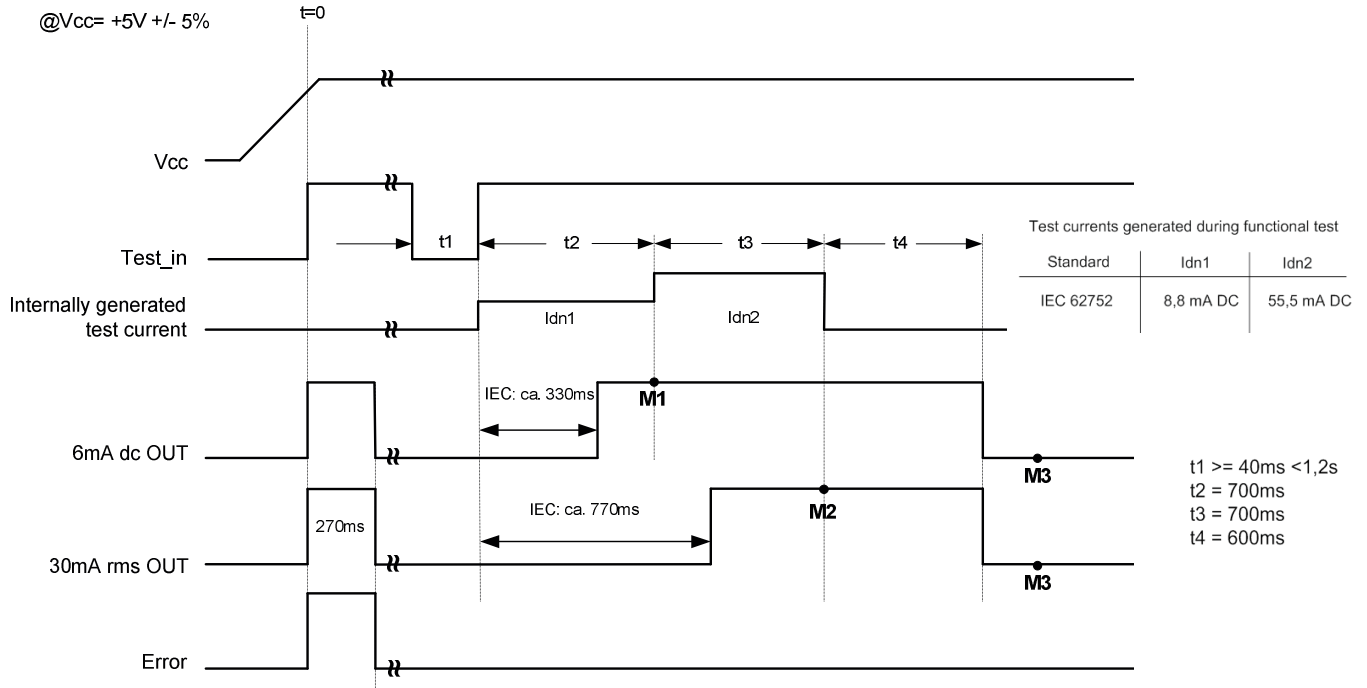 @Vcc= +5V +/- 5%
t=0
Vcc
Test_in
t1
t2
t3
t4
Test currents generated during functional test
Standard Idn1 Idn2
IEC 62752 8,8 mA DC 55,5 mA DC
Internally generated
test current
Idn1
Idn2
IEC: ca. 330ms
M1
6mA dc OUT
M3
t1 >= 40ms <1,2s
t2 = 700ms
t3 = 700ms
t4 = 600ms
270ms
IEC: ca. 770ms
M2
30mA rms OUT
M3
Error